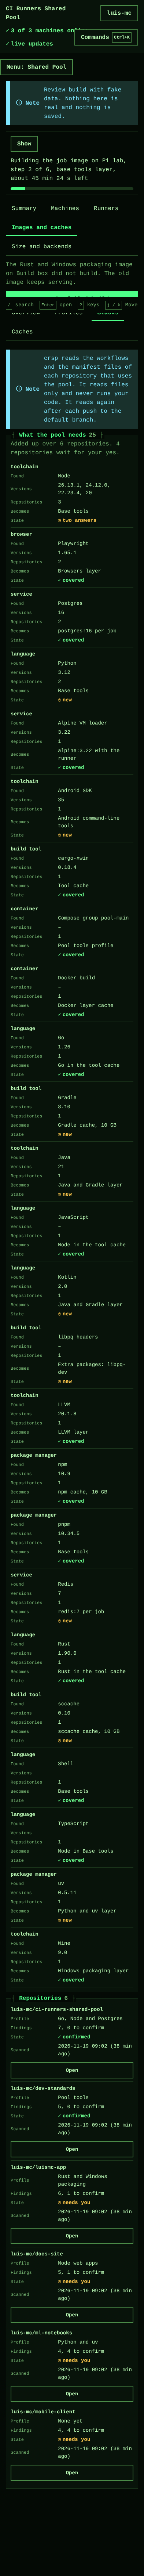 CI Runners Shared
Pool
luis-mc
✓ 3 of 3 machines onl
✓ live updates
Commands Ctrl+K
Menu: Shared Pool
ⓘ Note
Review build with fake
data. Nothing here is
real and nothing is
saved.
Show
Building the job image on Pi lab,
step 2 of 6, base tools layer,
about 45 min 24 s left
Summary Machines Runners
Images and caches
Size and backends
The Rust and Windows packaging image
on Build box did not build. The old
image keeps serving.
/ search Enter open ? keys Move
Caches
ⓘ Note
crsp reads the workflows
and the manifest files of
each repository that uses
the pool. It reads files
only and never runs your
code. It reads again
after each push to the
default branch.
[ What the pool needs 25 ]
Added up over 6 repositories. 4
repositories wait for your yes.
toolchain
Found Node
Versions 26.13.1, 24.12.0,
22.23.4, 20
Repositories 3
Becomes Base tools
State two answers
browser
Found Playwright
Versions 1.65.1
Repositories 2
Becomes Browsers layer
State ✓ covered
service
Found Postgres
Versions 16
Repositories 2
Becomes postgres:16 per job
State ✓ covered
language
Found Python
Versions 3.12
Repositories 2
Becomes Base tools
State new
service
Found Alpine VM loader
Versions 3.22
Repositories 1
Becomes alpine:3.22 with the
runner
State ✓ covered
toolchain
Found Android SDK
Versions 35
Repositories 1
Becomes Android command-line
tools
State new
build tool
Found cargo-xwin
Versions 0.18.4
Repositories 1
Becomes Tool cache
State ✓ covered
container
Found Compose group pool-main
Versions –
Repositories 1
Becomes Pool tools profile
State ✓ covered
container
Found Docker build
Versions –
Repositories 1
Becomes Docker layer cache
State ✓ covered
language
Found Go
Versions 1.26
Repositories 1
Becomes Go in the tool cache
State ✓ covered
build tool
Found Gradle
Versions 8.10
Repositories 1
Becomes Gradle cache, 10 GB
State new
toolchain
Found Java
Versions 21
Repositories 1
Becomes Java and Gradle layer
State new
language
Found JavaScript
Versions –
Repositories 1
Becomes Node in the tool cache
State ✓ covered
language
Found Kotlin
Versions 2.0
Repositories 1
Becomes Java and Gradle layer
State new
build tool
Found libpq headers
Versions –
Repositories 1
Becomes Extra packages: libpq-
dev
State new
toolchain
Found LLVM
Versions 20.1.8
Repositories 1
Becomes LLVM layer
State ✓ covered
package manager
Found npm
Versions 10.9
Repositories 1
Becomes npm cache, 10 GB
State ✓ covered
package manager
Found pnpm
Versions 10.34.5
Repositories 1
Becomes Base tools
State ✓ covered
service
Found Redis
Versions 7
Repositories 1
Becomes redis:7 per job
State new
language
Found Rust
Versions 1.98.0
Repositories 1
Becomes Rust in the tool cache
State ✓ covered
build tool
Found sccache
Versions 0.10
Repositories 1
Becomes sccache cache, 10 GB
State new
language
Found Shell
Versions –
Repositories 1
Becomes Base tools
State ✓ covered
language
Found TypeScript
Versions –
Repositories 1
Becomes Node in Base tools
State ✓ covered
package manager
Found uv
Versions 0.5.11
Repositories 1
Becomes Python and uv layer
State new
toolchain
Found Wine
Versions 9.0
Repositories 1
Becomes Windows packaging layer
State ✓ covered
[ Repositories 6 ]
luis-mc/ci-runners-shared-pool
Profile Go, Node and Postgres
Findings 7, 0 to confirm
State ✓ confirmed
Scanned 2026-11-19 09:02 (38 min
ago)
Open
luis-mc/dev-standards
Profile Pool tools
Findings 5, 0 to confirm
State ✓ confirmed
Scanned 2026-11-19 09:02 (38 min
ago)
Open
luis-mc/luismc-app
Profile Rust and Windows
packaging
Findings 6, 1 to confirm
State needs you
Scanned 2026-11-19 09:02 (38 min
ago)
Open
luis-mc/docs-site
Profile Node web apps
Findings 5, 1 to confirm
State needs you
Scanned 2026-11-19 09:02 (38 min
ago)
Open
luis-mc/ml-notebooks
Profile Python and uv
Findings 4, 4 to confirm
State needs you
Scanned 2026-11-19 09:02 (38 min
ago)
Open
luis-mc/mobile-client
Profile None yet
Findings 4, 4 to confirm
State needs you
Scanned 2026-11-19 09:02 (38 min
ago)
Open